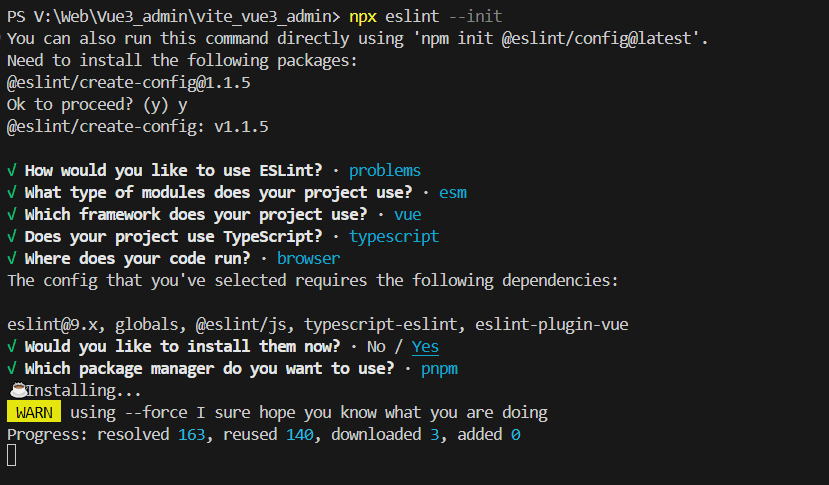 PS V:\Web\Vue3_admin\vite_vue3_admin> npx eslint --init
You can also run this command directly using 'npm init @eslint/config@latest'.
Need to install the following packages:
@eslint/create-config@1.1.5
Ok to proceed? (y) y
@eslint/create-config: v1.1.5
√ How would you like to use ESLint? · problems
√ What type of modules does your project use? · esm
√ Which framework does your project use? · vue
√ Does your project use TypeScript? · typescript
√ Where does your code run? · browser
The config that you've selected requires the following dependencies:
eslint@9.x, globals, @eslint/js, typescript-eslint, eslint-plugin-vue
√ Would you like to install them now? · No / Yes
√ Which package manager do you want to use? · pnpm
☕Installing...
WARN using --force I sure hope you know what you are doing
Progress: resolved 163, reused 140, downloaded 3, added 0